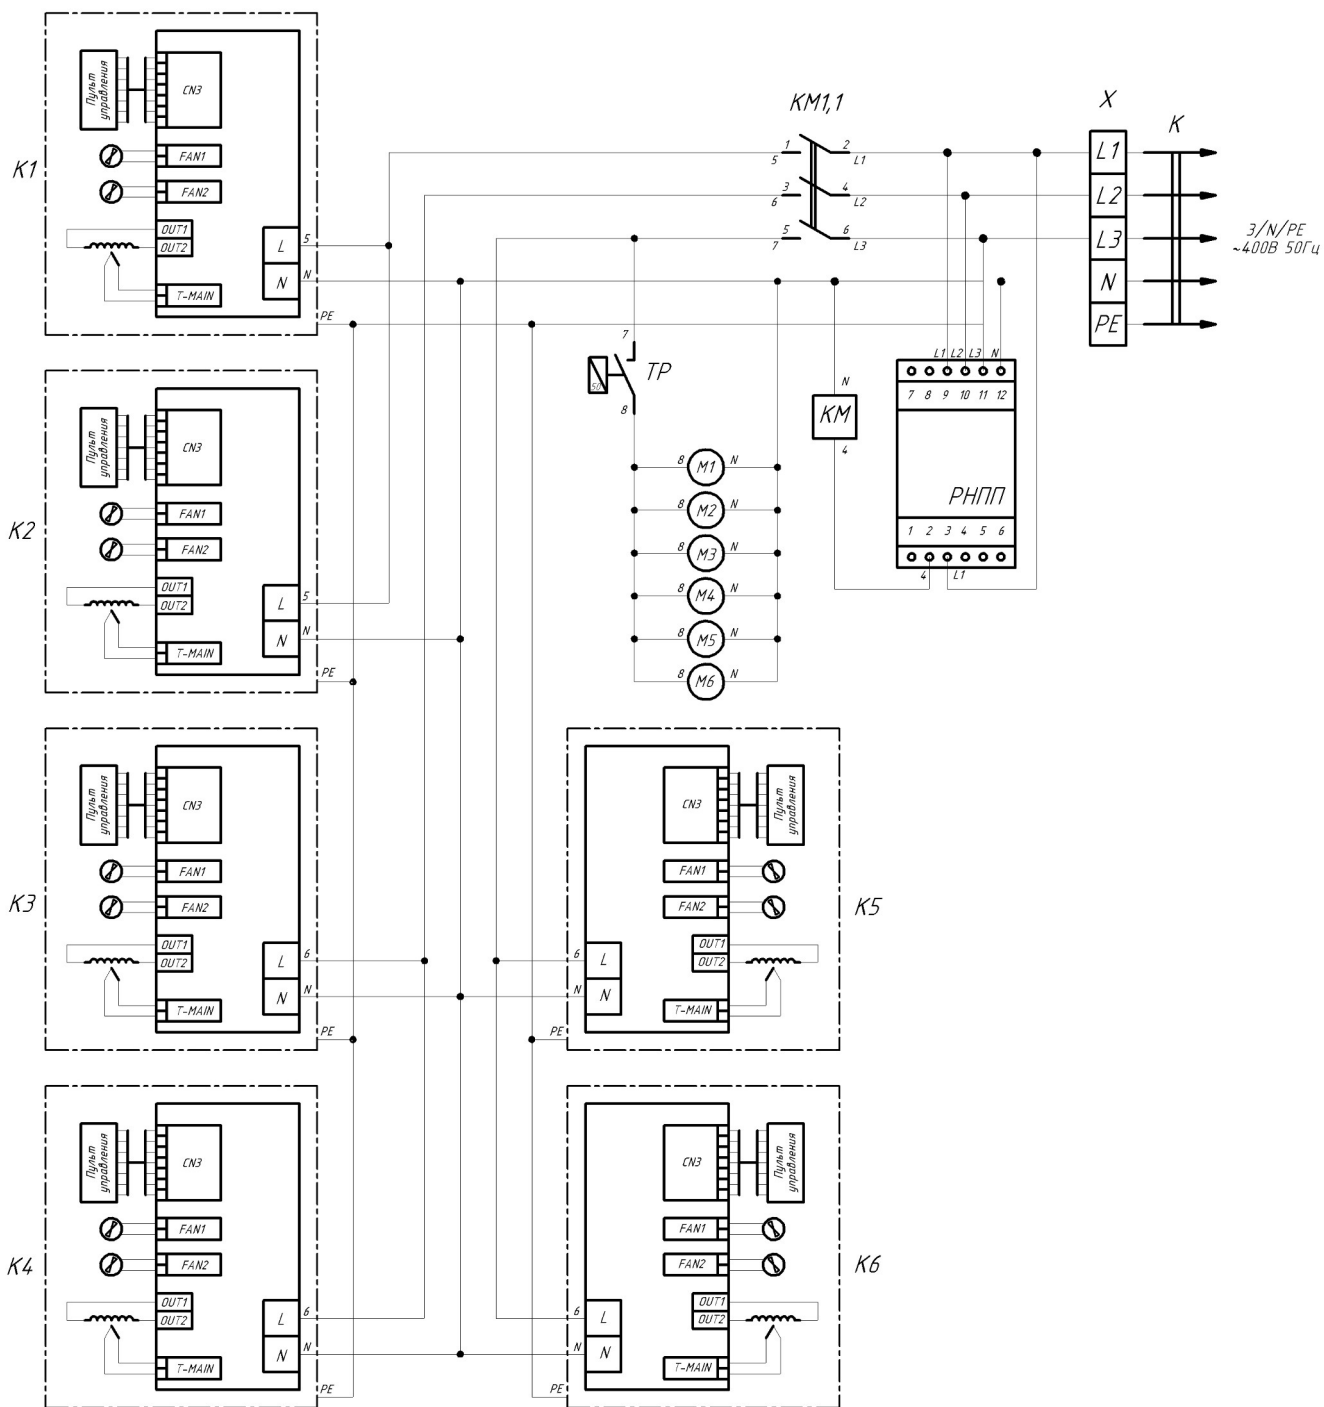 K1
Пульт
управления
CN3
FAN1
FAN2
OUT1
OUT2
T-MAIN
L
5
N
N
PE
KM1,1
1
2
5
L1
3
4
6
L2
5
6
7
L3
X
L1
L2
L3
N
PE
K
3/N/PE
~400В 50Гц
K2
Пульт
управления
CN3
FAN1
FAN2
OUT1
OUT2
T-MAIN
L
5
N
N
PE
7
50
TP
8
8 M1 N
8 M2 N
8 M3 N
8 M4 N
8 M5 N
8 M6 N
N
KM
4
L1 L2 L3 N
7 8 9 10 11 12
РНПП
1 2 3 4 5 6
4 L1
K3
Пульт
управления
CN3
FAN1
FAN2
OUT1
OUT2
T-MAIN
L
6
N
N
PE
K5
Пульт
управления
CN3
FAN1
FAN2
OUT1
OUT2
T-MAIN
6
L
N
N
PE
K4
Пульт
управления
CN3
FAN1
FAN2
OUT1
OUT2
T-MAIN
L
6
N
N
PE
K6
Пульт
управления
CN3
FAN1
FAN2
OUT1
OUT2
T-MAIN
6
L
N
N
PE